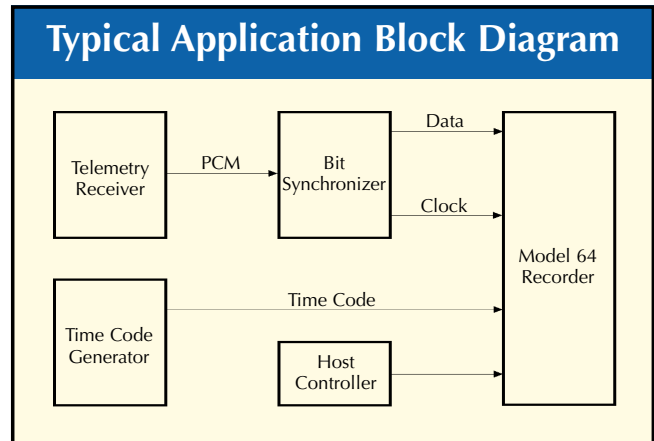 Typical Application Block Diagram
Telemetry
Receiver
PCM
Bit
Synchronizer
Data
Clock
Model 64
Recorder
Time Code
Generator
Time Code
Host
Controller